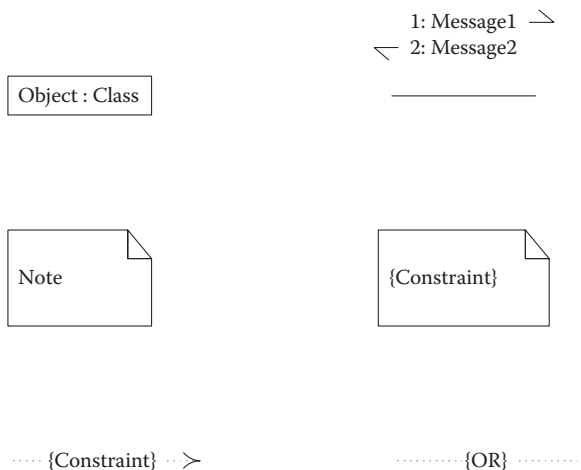 1: Message1
2: Message2
Object : Class
Note
{Constraint}
{Constraint}
{OR}